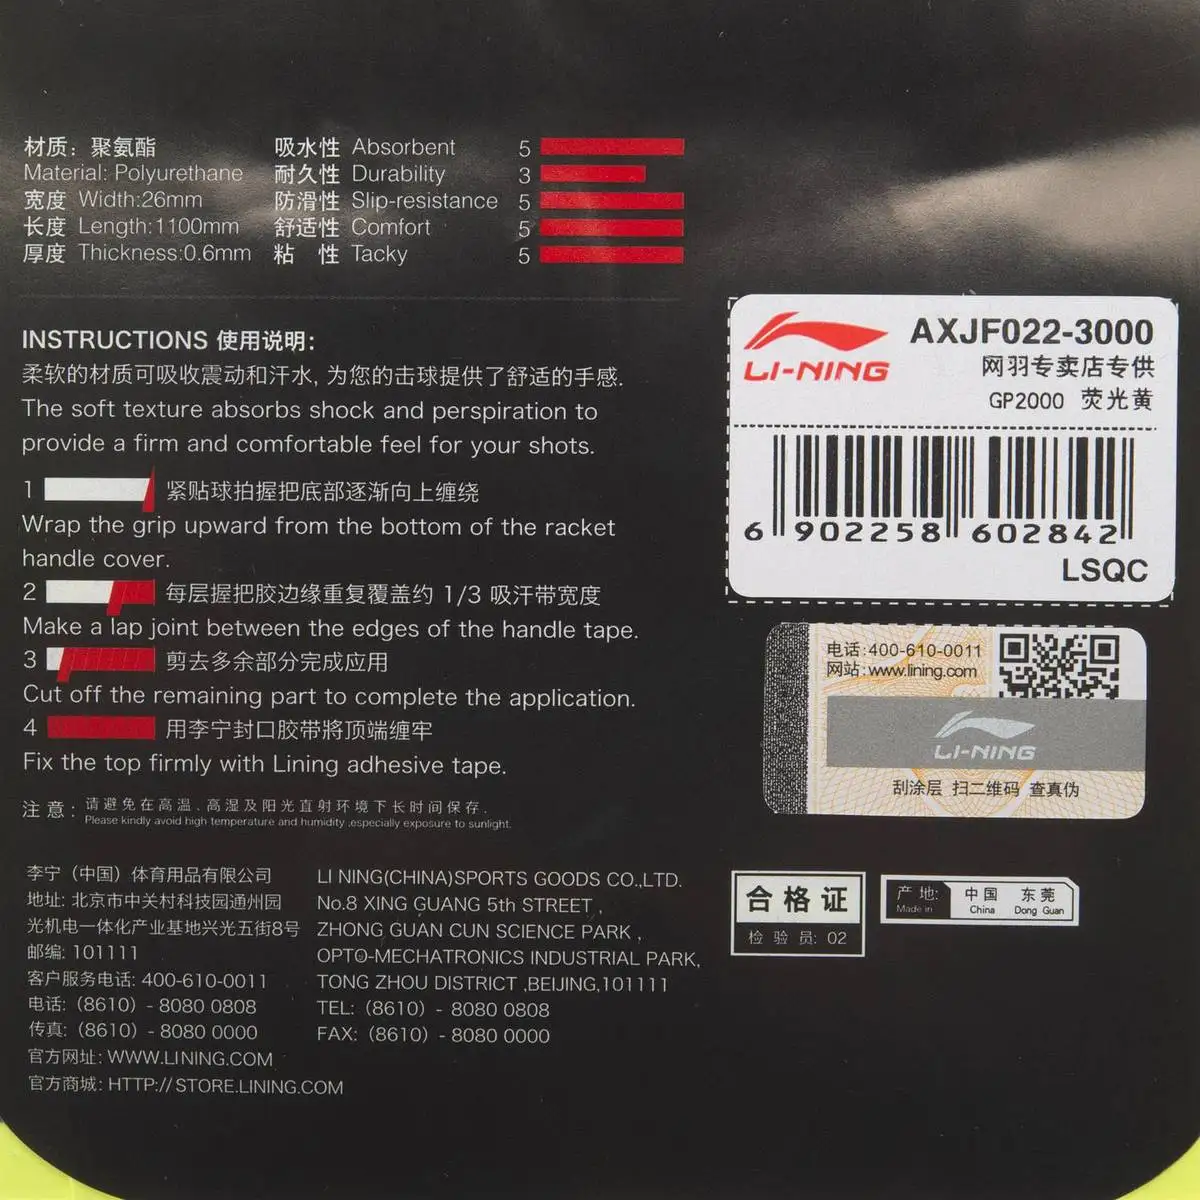 材质：聚氨酯
Material: Polyurethane
宽度 Width:26mm
长度 Length:1100mm
厚度 Thickness:0.6mm
吸水性 Absorbent 5
耐久性 Durability 3
防滑性 Slip-resistance 5
舒适性 Comfort 5
粘 性 Tacky 5
INSTRUCTIONS 使用说明:
柔软的材质可吸收震动和汗水, 为您的击球提供了舒适的手感.
The soft texture absorbs shock and perspiration to
provide a firm and comfortable feel for your shots.
1 紧贴球拍握把底部逐渐向上缠绕
Wrap the grip upward from the bottom of the racket
handle cover.
2 每层握把胶边缘重复覆盖约 1/3 吸汗带宽度
Make a lap joint between the edges of the handle tape.
3 剪去多余部分完成应用
Cut off the remaining part to complete the application.
4 用李宁封口胶带將顶端缠牢
Fix the top firmly with Lining adhesive tape.
注意: 请避免在高温、高湿及阳光直射环境下长时间保存.
Please kindly avoid high temperature and humidity ,especially exposure to sunlight.
李宁（中国）体育用品有限公司
地址: 北京市中关村科技园通州园
光机电一体化产业基地兴光五街8号
邮编: 101111
客户服务电话: 400-610-0011
电话: (8610) - 8080 0808
传真: (8610) - 8080 0000
官方网址: WWW.LINING.COM
官方商城: HTTP://STORE.LINING.COM
LI NING(CHINA)SPORTS GOODS CO.,LTD.
No.8 XING GUANG 5th STREET ,
ZHONG GUAN CUN SCIENCE PARK ,
OPTO-MECHATRONICS INDUSTRIAL PARK,
TONG ZHOU DISTRICT ,BEIJING,101111
TEL: (8610) - 8080 0808
FAX: (8610) - 8080 0000
LI-NING
AXJF022-3000
网羽专卖店专供
GP2000 荧光黄
6 902258 602842
LSQC
电话:400-610-0011
网站:www.lining.com
LI-NING
刮涂层 扫二维码 查真伪
合格证
检验员: 02
产地: 中国 东莞
Made in China Dong Guan